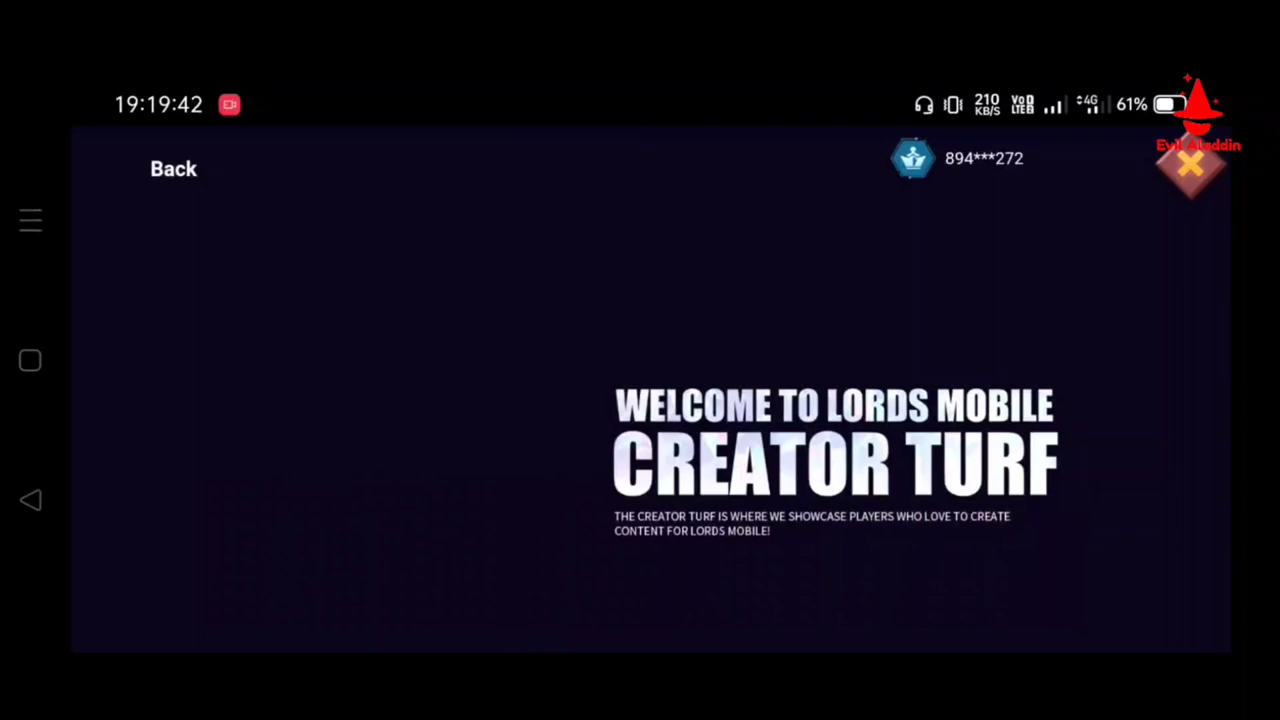 19:19:42
210
KB/S
Vo
LTE
4G
61%
Evil Aladdin
Back
894***272
WELCOME TO LORDS MOBILE
CREATOR TURF
THE CREATOR TURF IS WHERE WE SHOWCASE PLAYERS WHO LOVE TO CREATE
CONTENT FOR LORDS MOBILE!